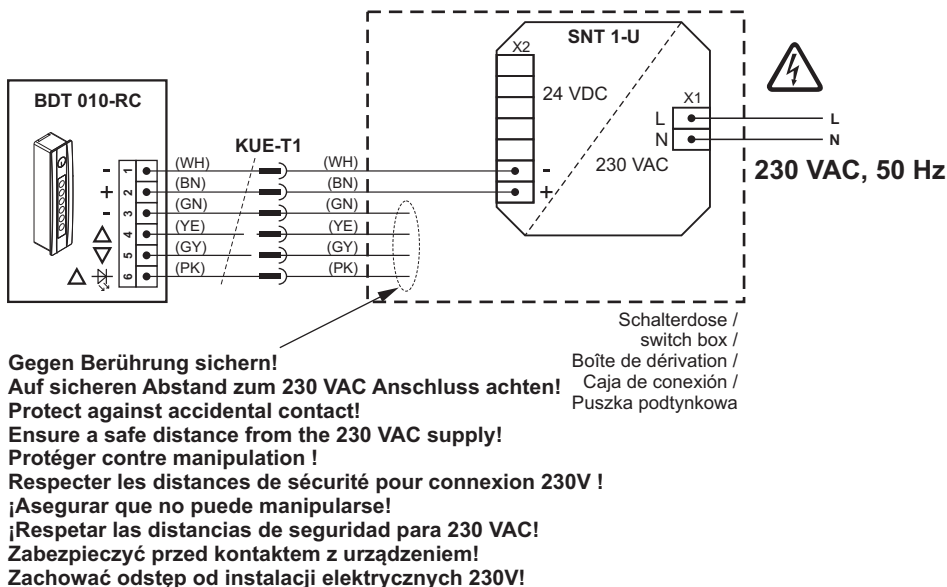 SNT 1-U
X2
24 VDC
X1
L
N
230 VAC
L
N
230 VAC, 50 Hz
-
+
BDT 010-RC
KUE-T1
- 1 (WH) (WH)
+ 2 (BN) (BN)
- 3 (GN) (GN)
4 (YE) (YE)
5 (GY) (GY)
6 (PK) (PK)
Schalterdose /
switch box /
Boîte de dérivation /
Caja de conexión /
Puszka podtynkowa
Gegen Berührung sichern!
Auf sicheren Abstand zum 230 VAC Anschluss achten!
Protect against accidental contact!
Ensure a safe distance from the 230 VAC supply!
Protéger contre manipulation !
Respecter les distances de sécurité pour connexion 230V !
¡Asegurar que no puede manipularse!
¡Respetar las distancias de seguridad para 230 VAC!
Zabezpieczyć przed kontaktem z urządzeniem!
Zachować odstęp od instalacji elektrycznych 230V!